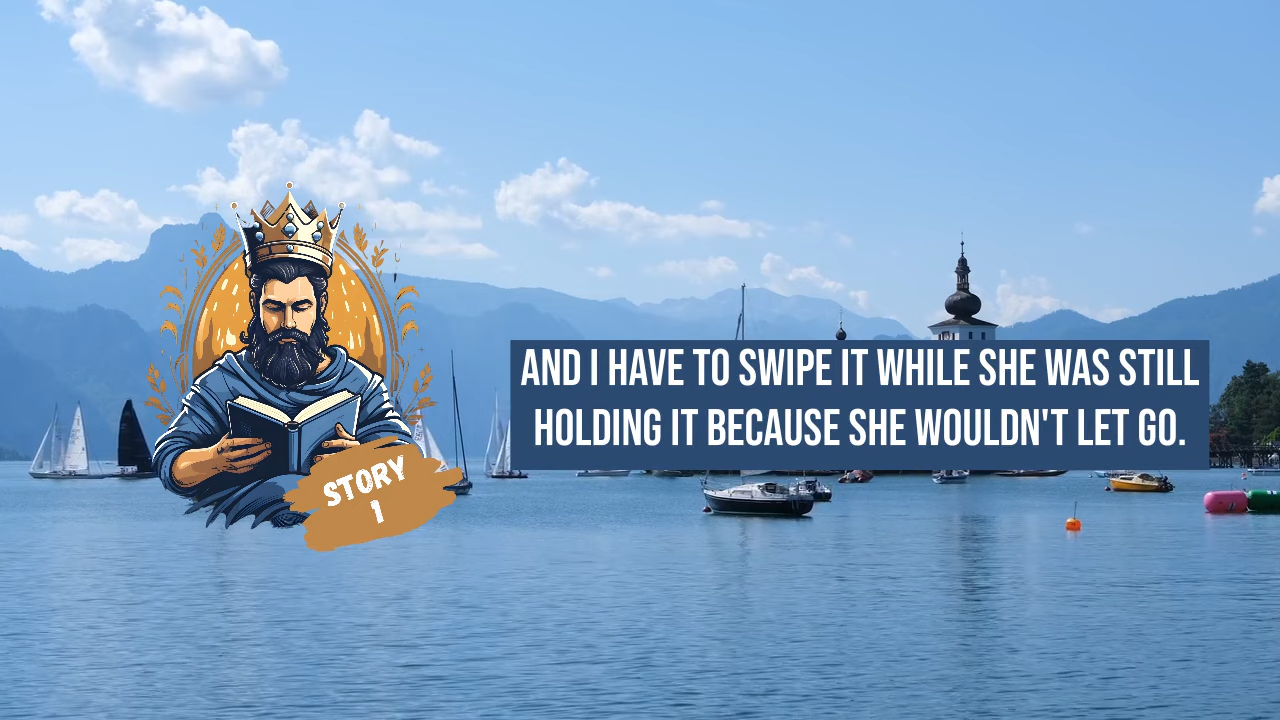 STORY
1
AND I HAVE TO SWIPE IT WHILE SHE WAS STILL
HOLDING IT BECAUSE SHE WOULDN'T LET GO.